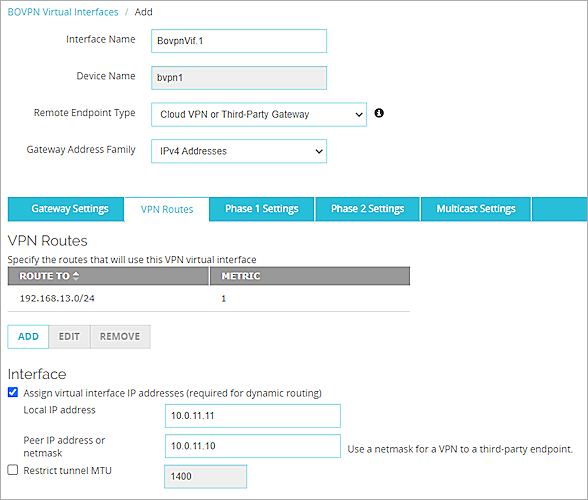 BOVPN Virtual Interfaces / Add
Interface Name BovpnVif.1
Device Name bvpn1
Remote Endpoint Type Cloud VPN or Third-Party Gateway
Gateway Address Family IPv4 Addresses
Gateway Settings VPN Routes Phase 1 Settings Phase 2 Settings Multicast Settings
VPN Routes
Specify the routes that will use this VPN virtual interface
ROUTE TO METRIC
192.168.13.0/24 1
ADD EDIT REMOVE
Interface
Assign virtual interface IP addresses (required for dynamic routing)
Local IP address 10.0.11.11
Peer IP address or
netmask 10.0.11.10 Use a netmask for a VPN to a third-party endpoint.
Restrict tunnel MTU 1400